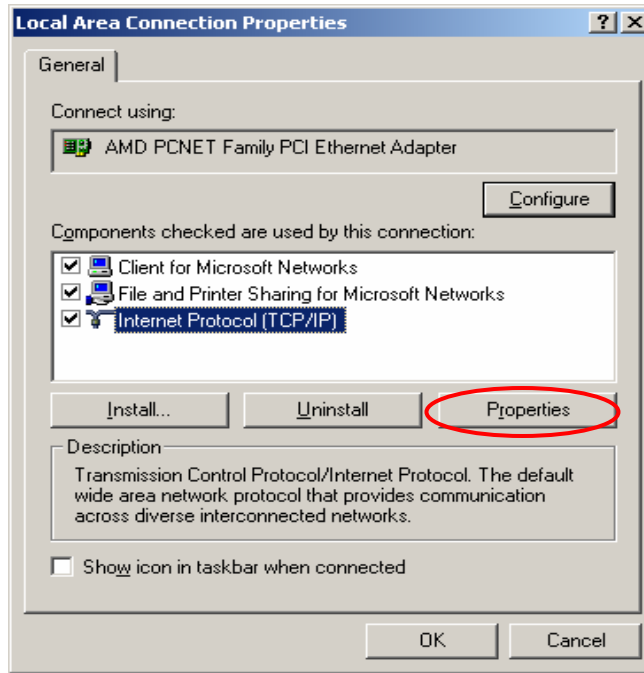 Local Area Connection Properties
General
Connect using:
AMD PCNET Family PCI Ethernet Adapter
Configure
Components checked are used by this connection:
Client for Microsoft Networks
File and Printer Sharing for Microsoft Networks
Internet Protocol (TCP/IP)
Install... Uninstall Properties
Description
Transmission Control Protocol/Internet Protocol. The default
wide area network protocol that provides communication
across diverse interconnected networks.
Show icon in taskbar when connected
OK Cancel